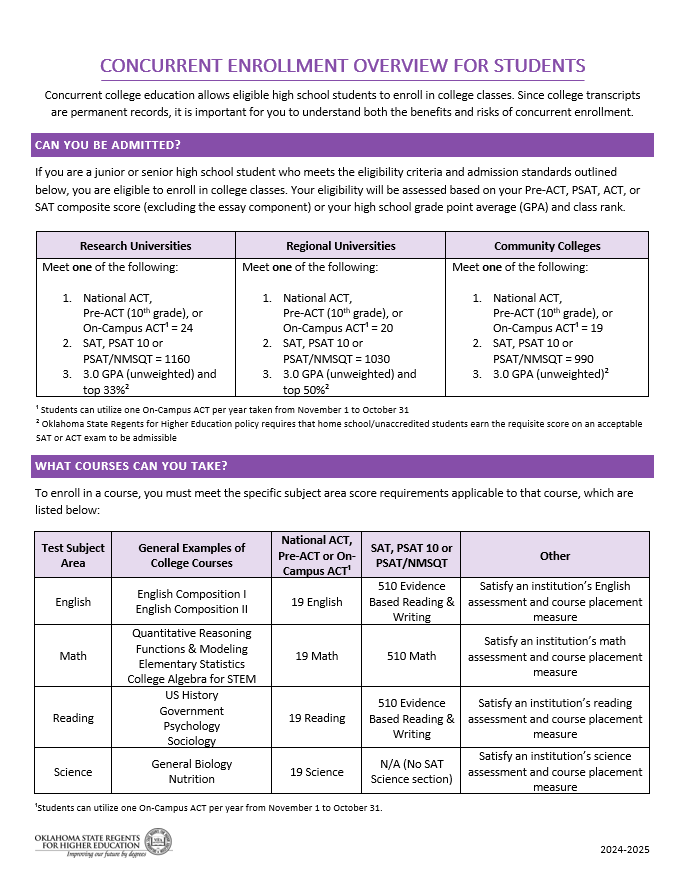 CONCURRENT ENROLLMENT OVERVIEW FOR STUDENTS
Concurrent college education allows eligible high school students to enroll in college classes. Since college transcripts
are permanent records, it is important for you to understand both the benefits and risks of concurrent enrollment.
CAN YOU BE ADMITTED?
If you are a junior or senior high school student who meets the eligibility criteria and admission standards outlined
below, you are eligible to enroll in college classes. Your eligibility will be assessed based on your Pre-ACT, PSAT, ACT, or
SAT composite score (excluding the essay component) or your high school grade point average (GPA) and class rank.
Research Universities
Meet one of the following:
1. National ACT,
Pre-ACT (10th grade), or
On-Campus ACT¹ = 24
2. SAT, PSAT 10 or
PSAT/NMSQT = 1160
3. 3.0 GPA (unweighted) and
top 33%²
Regional Universities
Meet one of the following:
1. National ACT,
Pre-ACT (10th grade), or
On-Campus ACT¹ = 20
2. SAT, PSAT 10 or
PSAT/NMSQT = 1030
3. 3.0 GPA (unweighted) and
top 50%²
Community Colleges
Meet one of the following:
1. National ACT,
Pre-ACT (10th grade), or
On-Campus ACT¹ = 19
2. SAT, PSAT 10 or
PSAT/NMSQT = 990
3. 3.0 GPA (unweighted)²
¹ Students can utilize one On-Campus ACT per year taken from November 1 to October 31
² Oklahoma State Regents for Higher Education policy requires that home school/unaccredited students earn the requisite score on an acceptable
SAT or ACT exam to be admissible
WHAT COURSES CAN YOU TAKE?
To enroll in a course, you must meet the specific subject area score requirements applicable to that course, which are
listed below:
Test Subject
Area
General Examples of
College Courses
National ACT,
Pre-ACT or On-
Campus ACT¹
SAT, PSAT 10 or
PSAT/NMSQT
Other
English
English Composition I
English Composition II
19 English
510 Evidence
Based Reading &
Writing
Satisfy an institution's English
assessment and course placement
measure
Math
Quantitative Reasoning
Functions & Modeling
Elementary Statistics
College Algebra for STEM
19 Math
510 Math
Satisfy an institution's math
assessment and course placement
measure
Reading
US History
Government
Psychology
Sociology
19 Reading
510 Evidence
Based Reading &
Writing
Satisfy an institution's reading
assessment and course placement
measure
Science
General Biology
Nutrition
19 Science
N/A (No SAT
Science section)
Satisfy an institution's science
assessment and course placement
measure
¹Students can utilize one On-Campus ACT per year from November 1 to October 31.
OKLAHOMA STATE REGENTS
FOR HIGHER EDUCATION
Improving our future by degrees
2024-2025